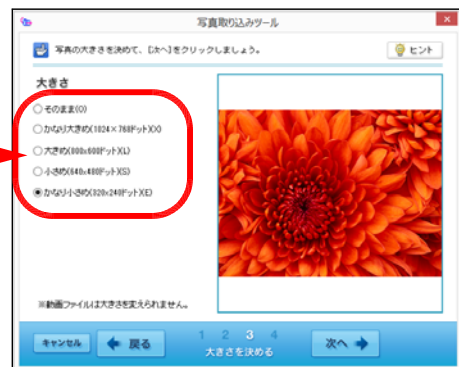 写真取り込みツール
写真の大きさを決めて、[次へ]をクリックしましょう。
ヒント
大きさ
そのまま(O)
かなり大きめ(1024×768ドット)(X)
大きめ(800x600ドット)(L)
小さめ(640x480ドット)(S)
かなり小さめ(320x240ドット)(E)
※動画ファイルは大きさを変えられません。
キャンセル
戻る
1 2 3 4
大きさを決める
次へ